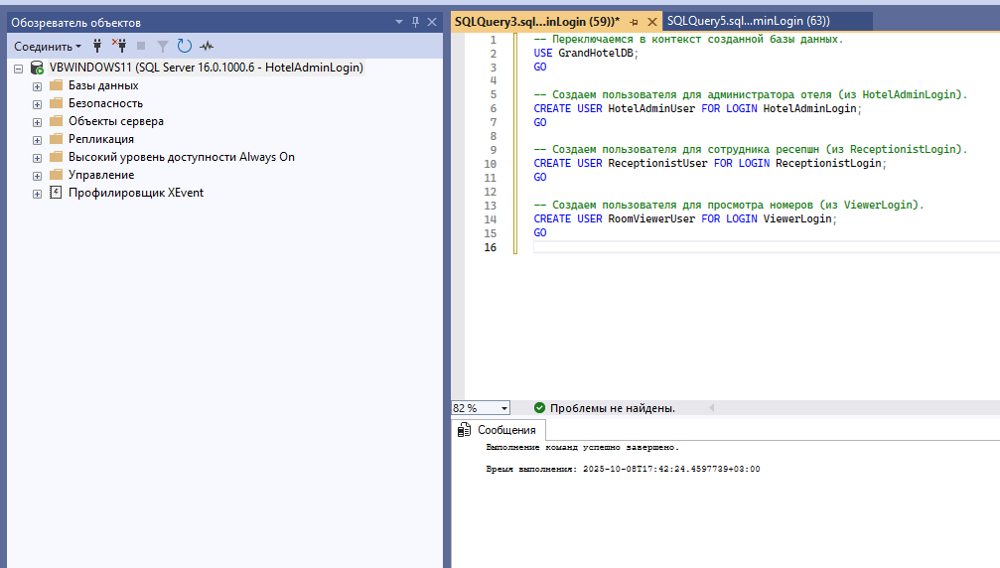 Обозреватель объектов
Соединить
VBWINDOWS11 (SQL Server 16.0.1000.6 - HotelAdminLogin)
Базы данных
Безопасность
Объекты сервера
Репликация
Высокий уровень доступности Always On
Управление
Профилировщик XEvent
SQLQuery3.sql...inLogin (59))* SQLQuery5.sql...minLogin (63))
1 -- Переключаемся в контекст созданной базы данных.
2 USE GrandHotelDB;
3 GO
4
5 -- Создаем пользователя для администратора отеля (из HotelAdminLogin).
6 CREATE USER HotelAdminUser FOR LOGIN HotelAdminLogin;
7 GO
8
9 -- Создаем пользователя для сотрудника ресепшн (из ReceptionistLogin).
10 CREATE USER ReceptionistUser FOR LOGIN ReceptionistLogin;
11 GO
12
13 -- Создаем пользователя для просмотра номеров (из ViewerLogin).
14 CREATE USER RoomViewerUser FOR LOGIN ViewerLogin;
15 GO
16
82 % Проблемы не найдены.
Сообщения
Выполнение команд успешно завершено.
Время выполнения: 2025-10-08T17:42:24.4597739+03:00